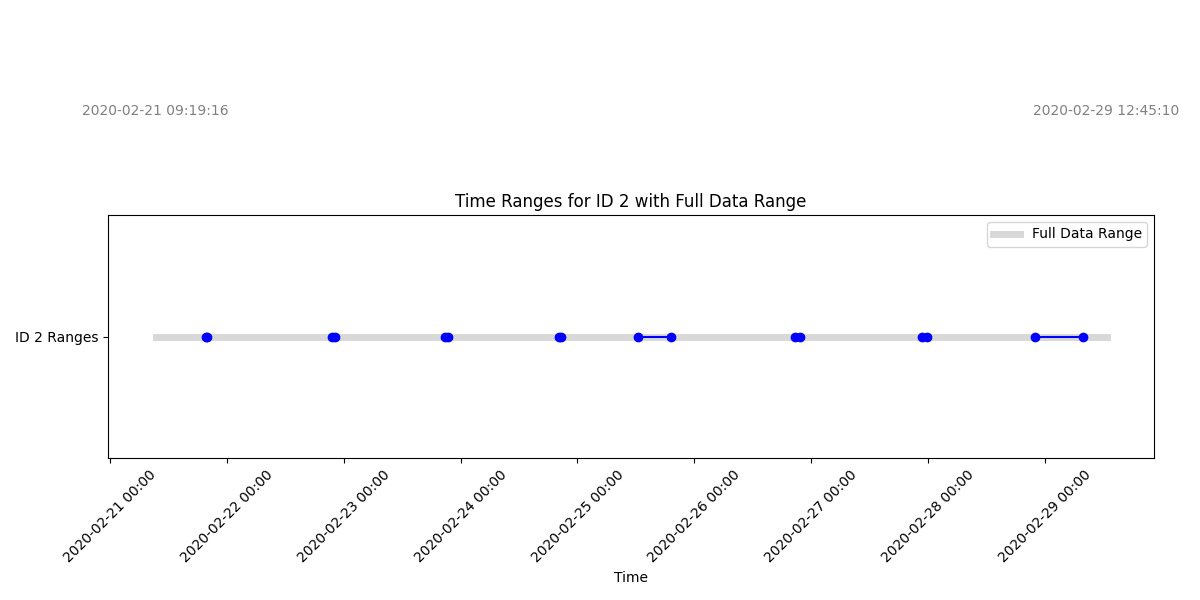 2020-02-21 09:19:16
2020-02-29 12:45:10
Time Ranges for ID 2 with Full Data Range
Full Data Range
ID 2 Ranges
2020-02-21 00:00
2020-02-22 00:00
2020-02-23 00:00
2020-02-24 00:00
2020-02-25 00:00
2020-02-26 00:00
2020-02-27 00:00
2020-02-28 00:00
2020-02-29 00:00
Time